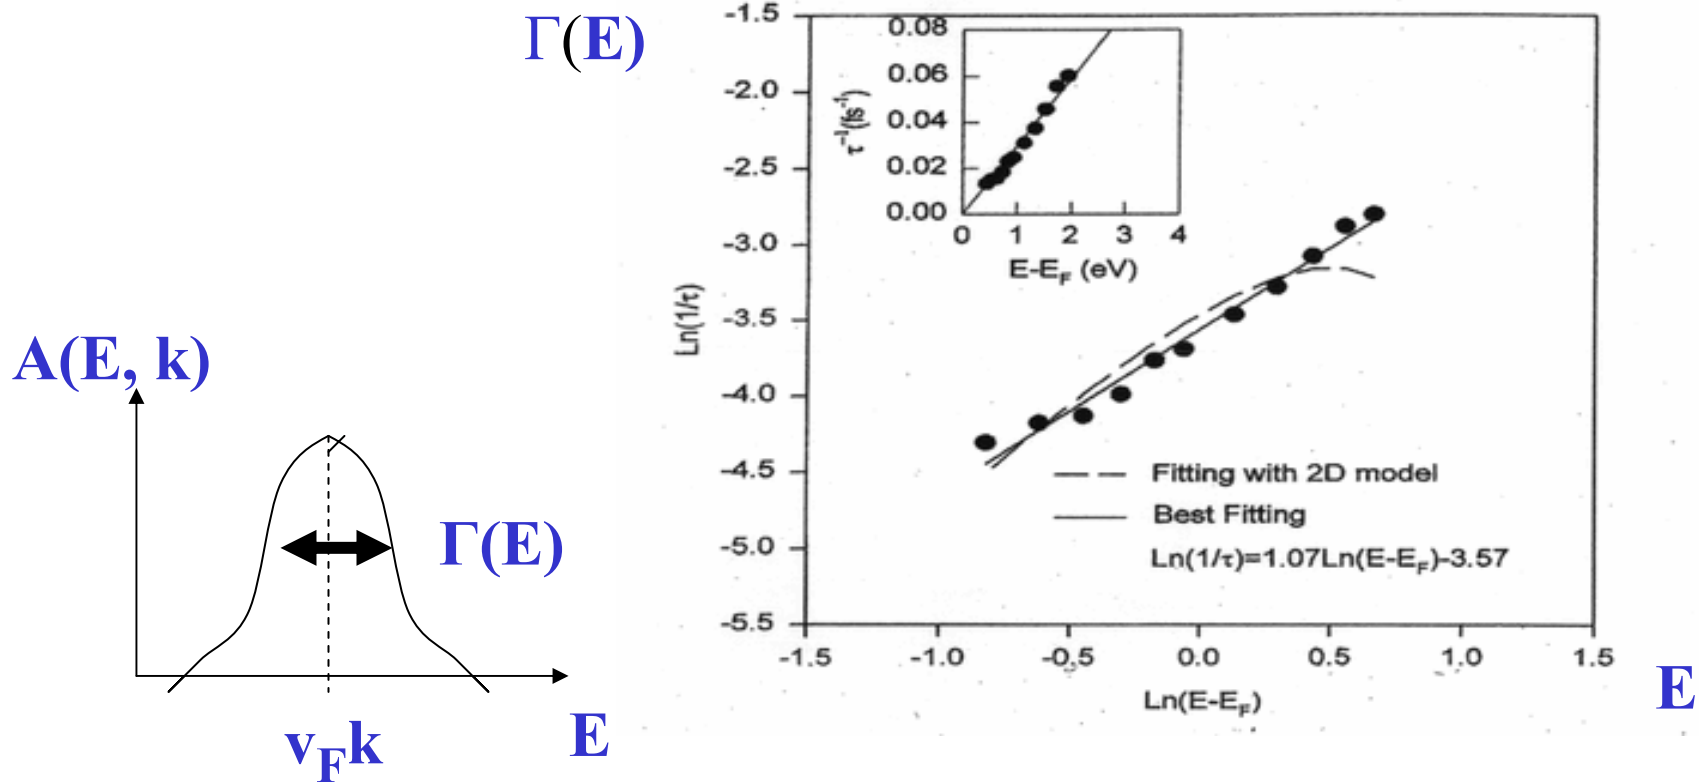 Γ(E)
A(E, k)
Γ(E)
v_F k
E
-1.5
-2.0
-2.5
-3.0
-3.5
-4.0
-4.5
-5.0
-5.5
Ln(1/τ)
0.08
0.06
0.04
0.02
0.00
τ⁻¹(fs⁻¹)
0 1 2 3 4
E-E_F (eV)
Fitting with 2D model
Best Fitting
Ln(1/τ)=1.07Ln(E-E_F)-3.57
-1.5 -1.0 -0.5 0.0 0.5 1.0 1.5
Ln(E-E_F)
E